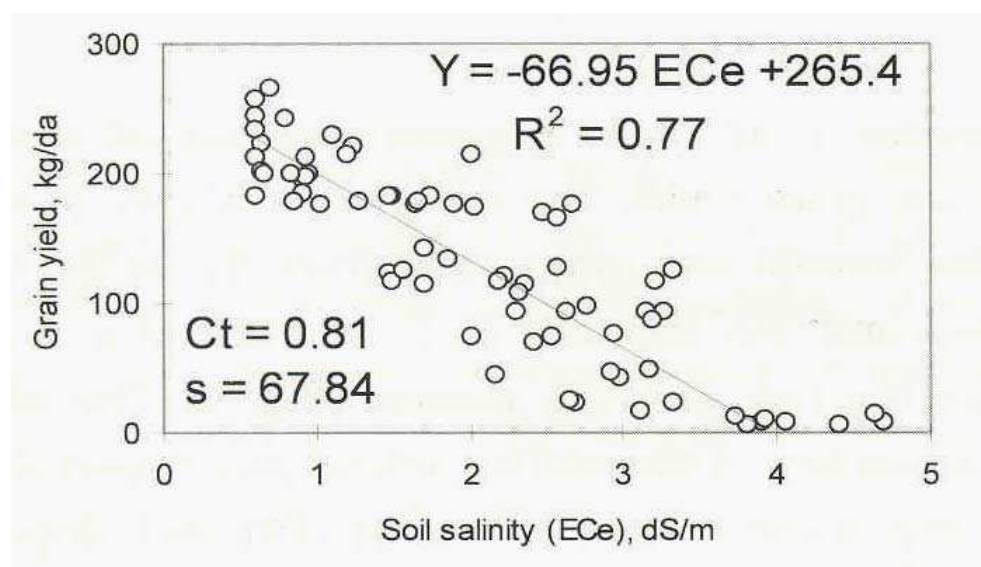 300
200
100
0
Grain yield, kg/da
Y = -66.95 ECe +265.4
R² = 0.77
Ct = 0.81
s = 67.84
0 1 2 3 4 5
Soil salinity (ECe), dS/m